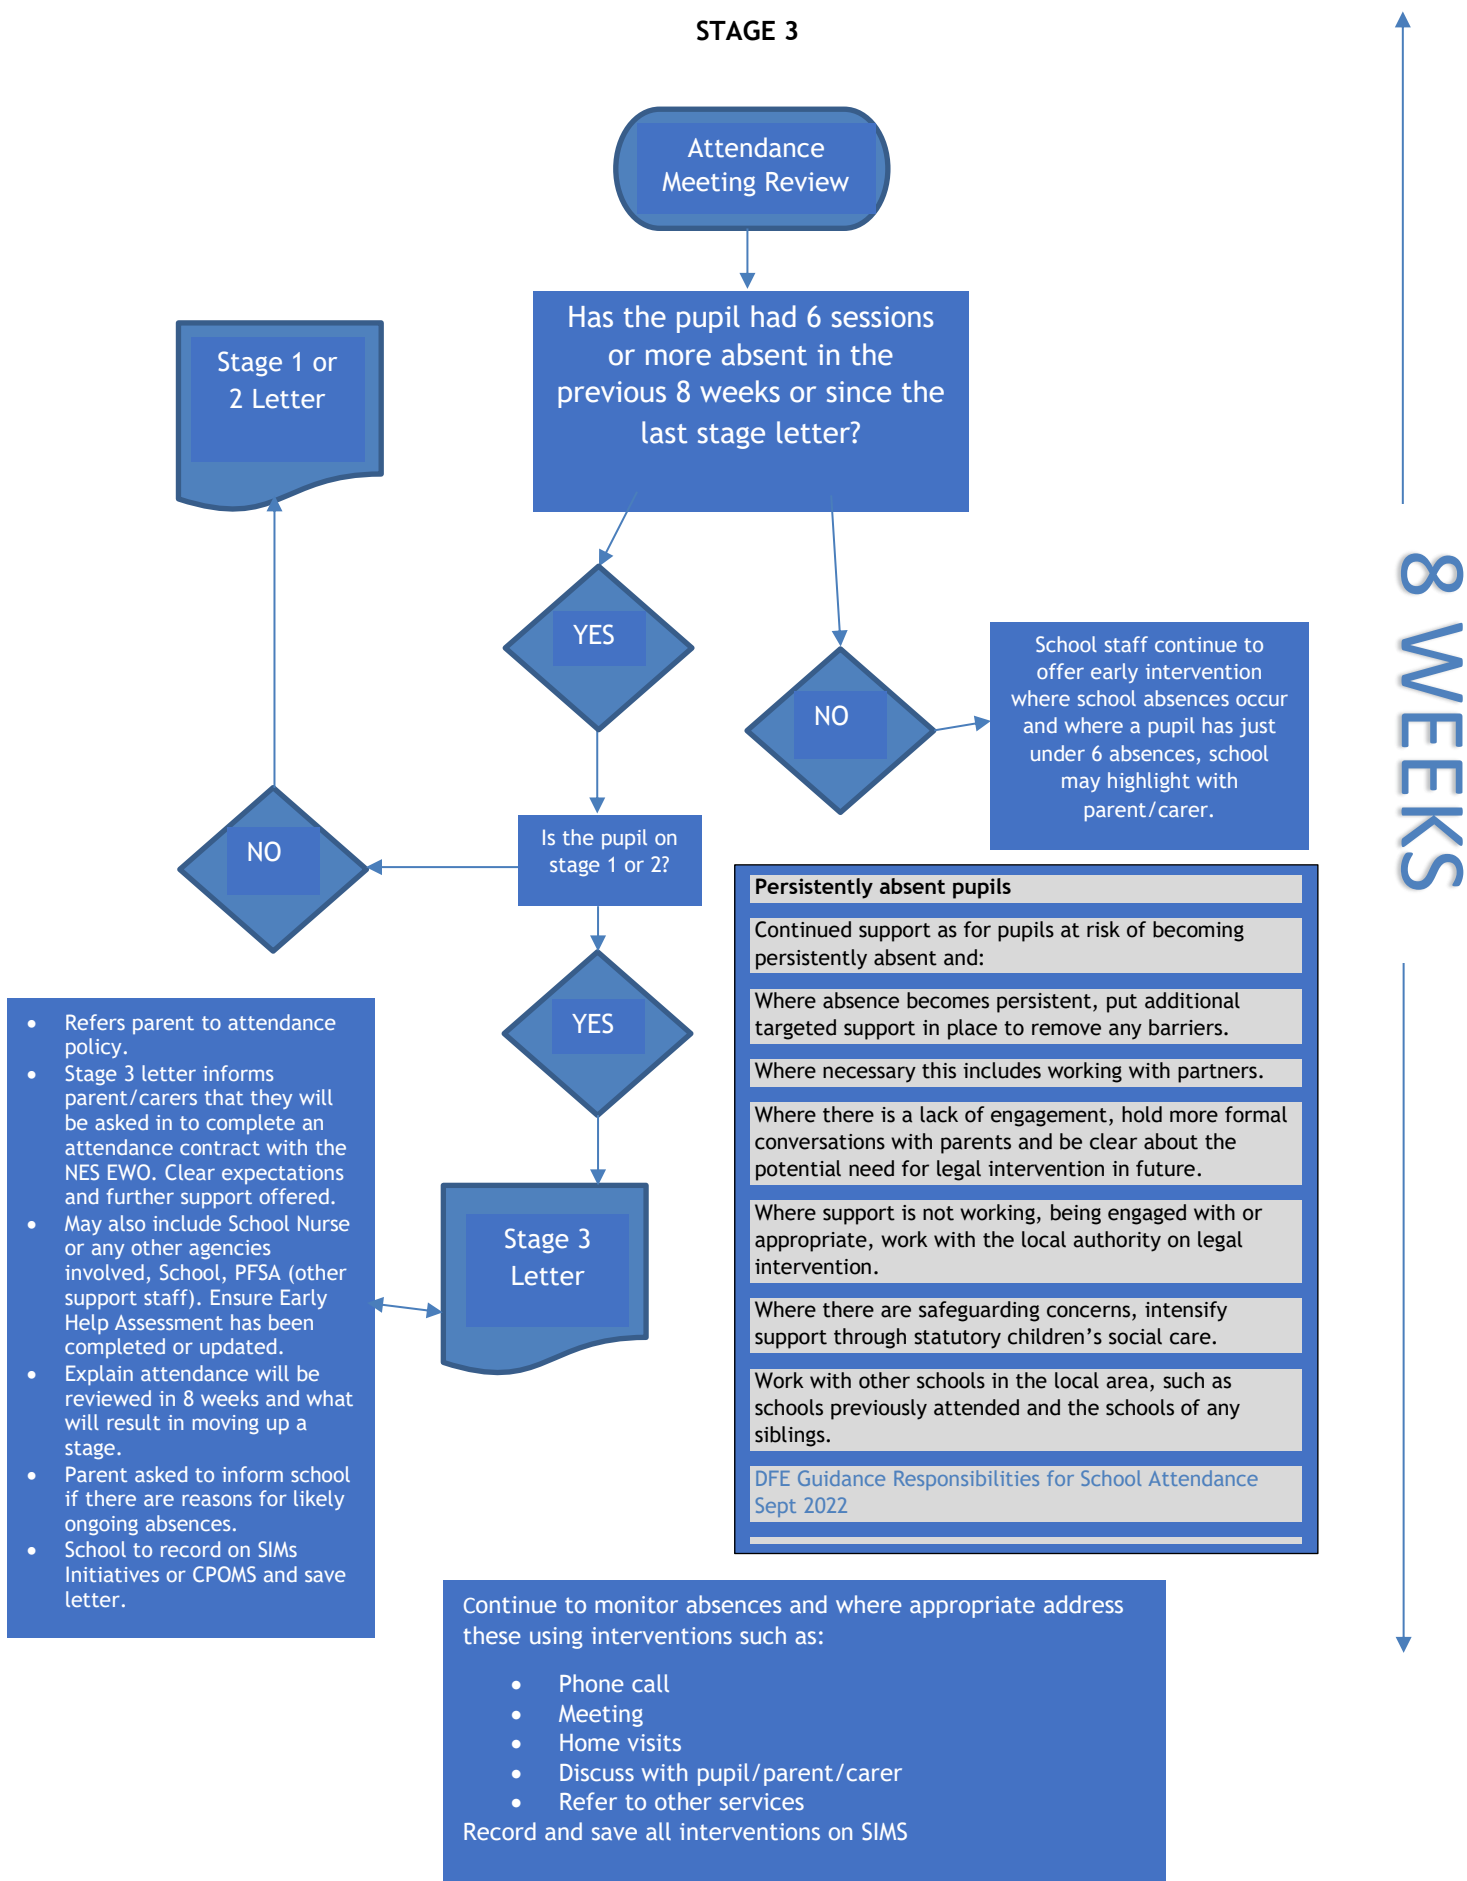 STAGE 3
Attendance
Meeting Review
Has the pupil had 6 sessions
or more absent in the
previous 8 weeks or since the
last stage letter?
Stage 1 or
2 Letter
YES
NO
School staff continue to
offer early intervention
where school absences occur
and where a pupil has just
under 6 absences, school
may highlight with
parent/carer.
8 WEEKS
Is the pupil on
stage 1 or 2?
NO
YES
Stage 3
Letter
• Refers parent to attendance
policy.
• Stage 3 letter informs
parent/carers that they will
be asked in to complete an
attendance contract with the
NES EWO. Clear expectations
and further support offered.
• May also include School Nurse
or any other agencies
involved, School, PFSA (other
support staff). Ensure Early
Help Assessment has been
completed or updated.
• Explain attendance will be
reviewed in 8 weeks and what
will result in moving up a
stage.
• Parent asked to inform school
if there are reasons for likely
ongoing absences.
• School to record on SIMs
Initiatives or CPOMS and save
letter.
Persistently absent pupils
Continued support as for pupils at risk of becoming
persistently absent and:
Where absence becomes persistent, put additional
targeted support in place to remove any barriers.
Where necessary this includes working with partners.
Where there is a lack of engagement, hold more formal
conversations with parents and be clear about the
potential need for legal intervention in future.
Where support is not working, being engaged with or
appropriate, work with the local authority on legal
intervention.
Where there are safeguarding concerns, intensify
support through statutory children’s social care.
Work with other schools in the local area, such as
schools previously attended and the schools of any
siblings.
DFE Guidance Responsibilities for School Attendance
Sept 2022
Continue to monitor absences and where appropriate address
these using interventions such as:
• Phone call
• Meeting
• Home visits
• Discuss with pupil/parent/carer
• Refer to other services
Record and save all interventions on SIMS